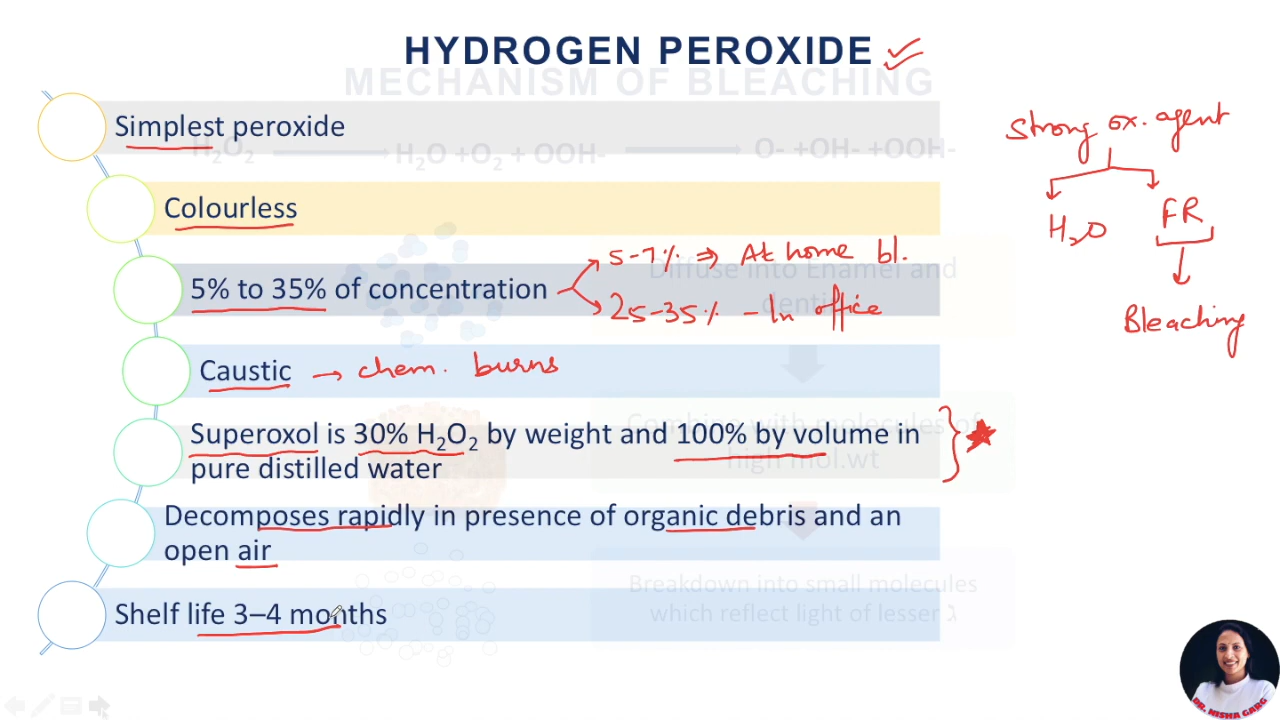 HYDROGEN PEROXIDE
MECHANISM OF BLEACHING
Simplest peroxide
H₂O₂ H₂O +O₂ + OOH- O- +OH- +OOH-
Strong ox. agent
H₂O FR
Bleaching
Colourless
5% to 35% of concentration
5-7% ⇒ At home bl.
25-35% - In office
Diffuse into Enamel and
Caustic → chem. burns
Combine with molecules of
high mol.wt
Superoxol is 30% H₂O₂ by weight and 100% by volume in
pure distilled water
Decomposes rapidly in presence of organic debris and an
open air
Breakdown into small molecules
which reflect light of lesser
Shelf life 3–4 months
DR. NISHA GARG